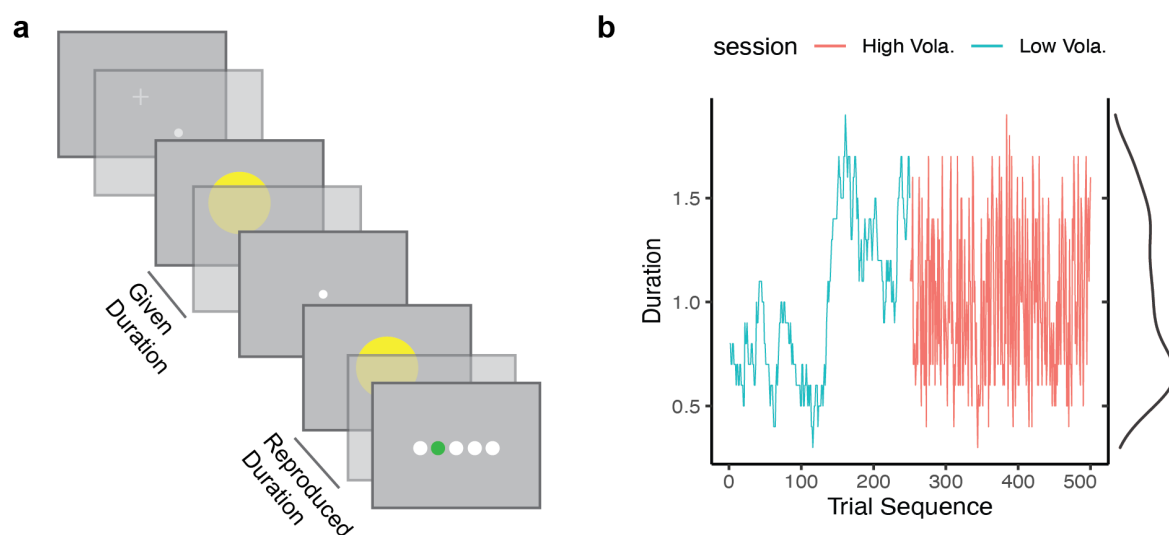 a
Given
Duration
Reproduced
Duration
b
session High Vola. Low Vola.
Duration
1.5
1.0
0.5
0 100 200 300 400 500
Trial Sequence